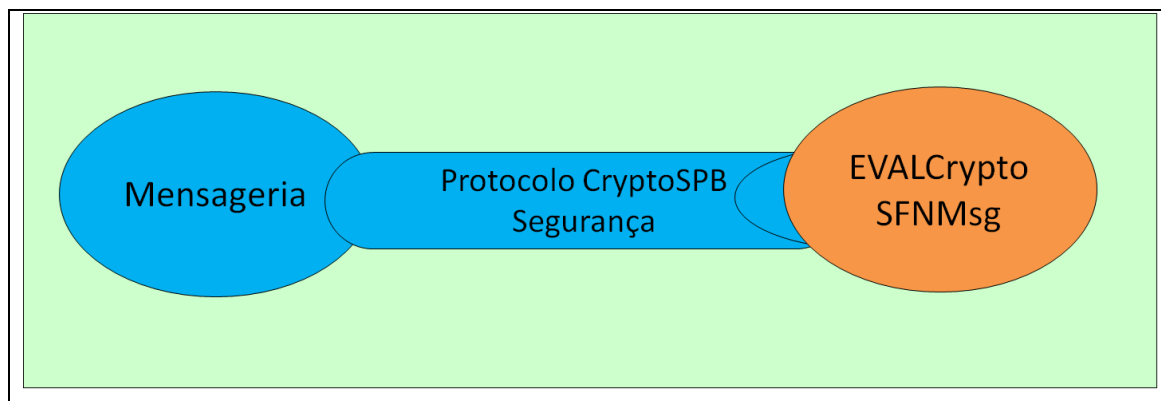 Mensageria
Protocolo CryptoSPB
Segurança
EVALCrypto
SFNMsg